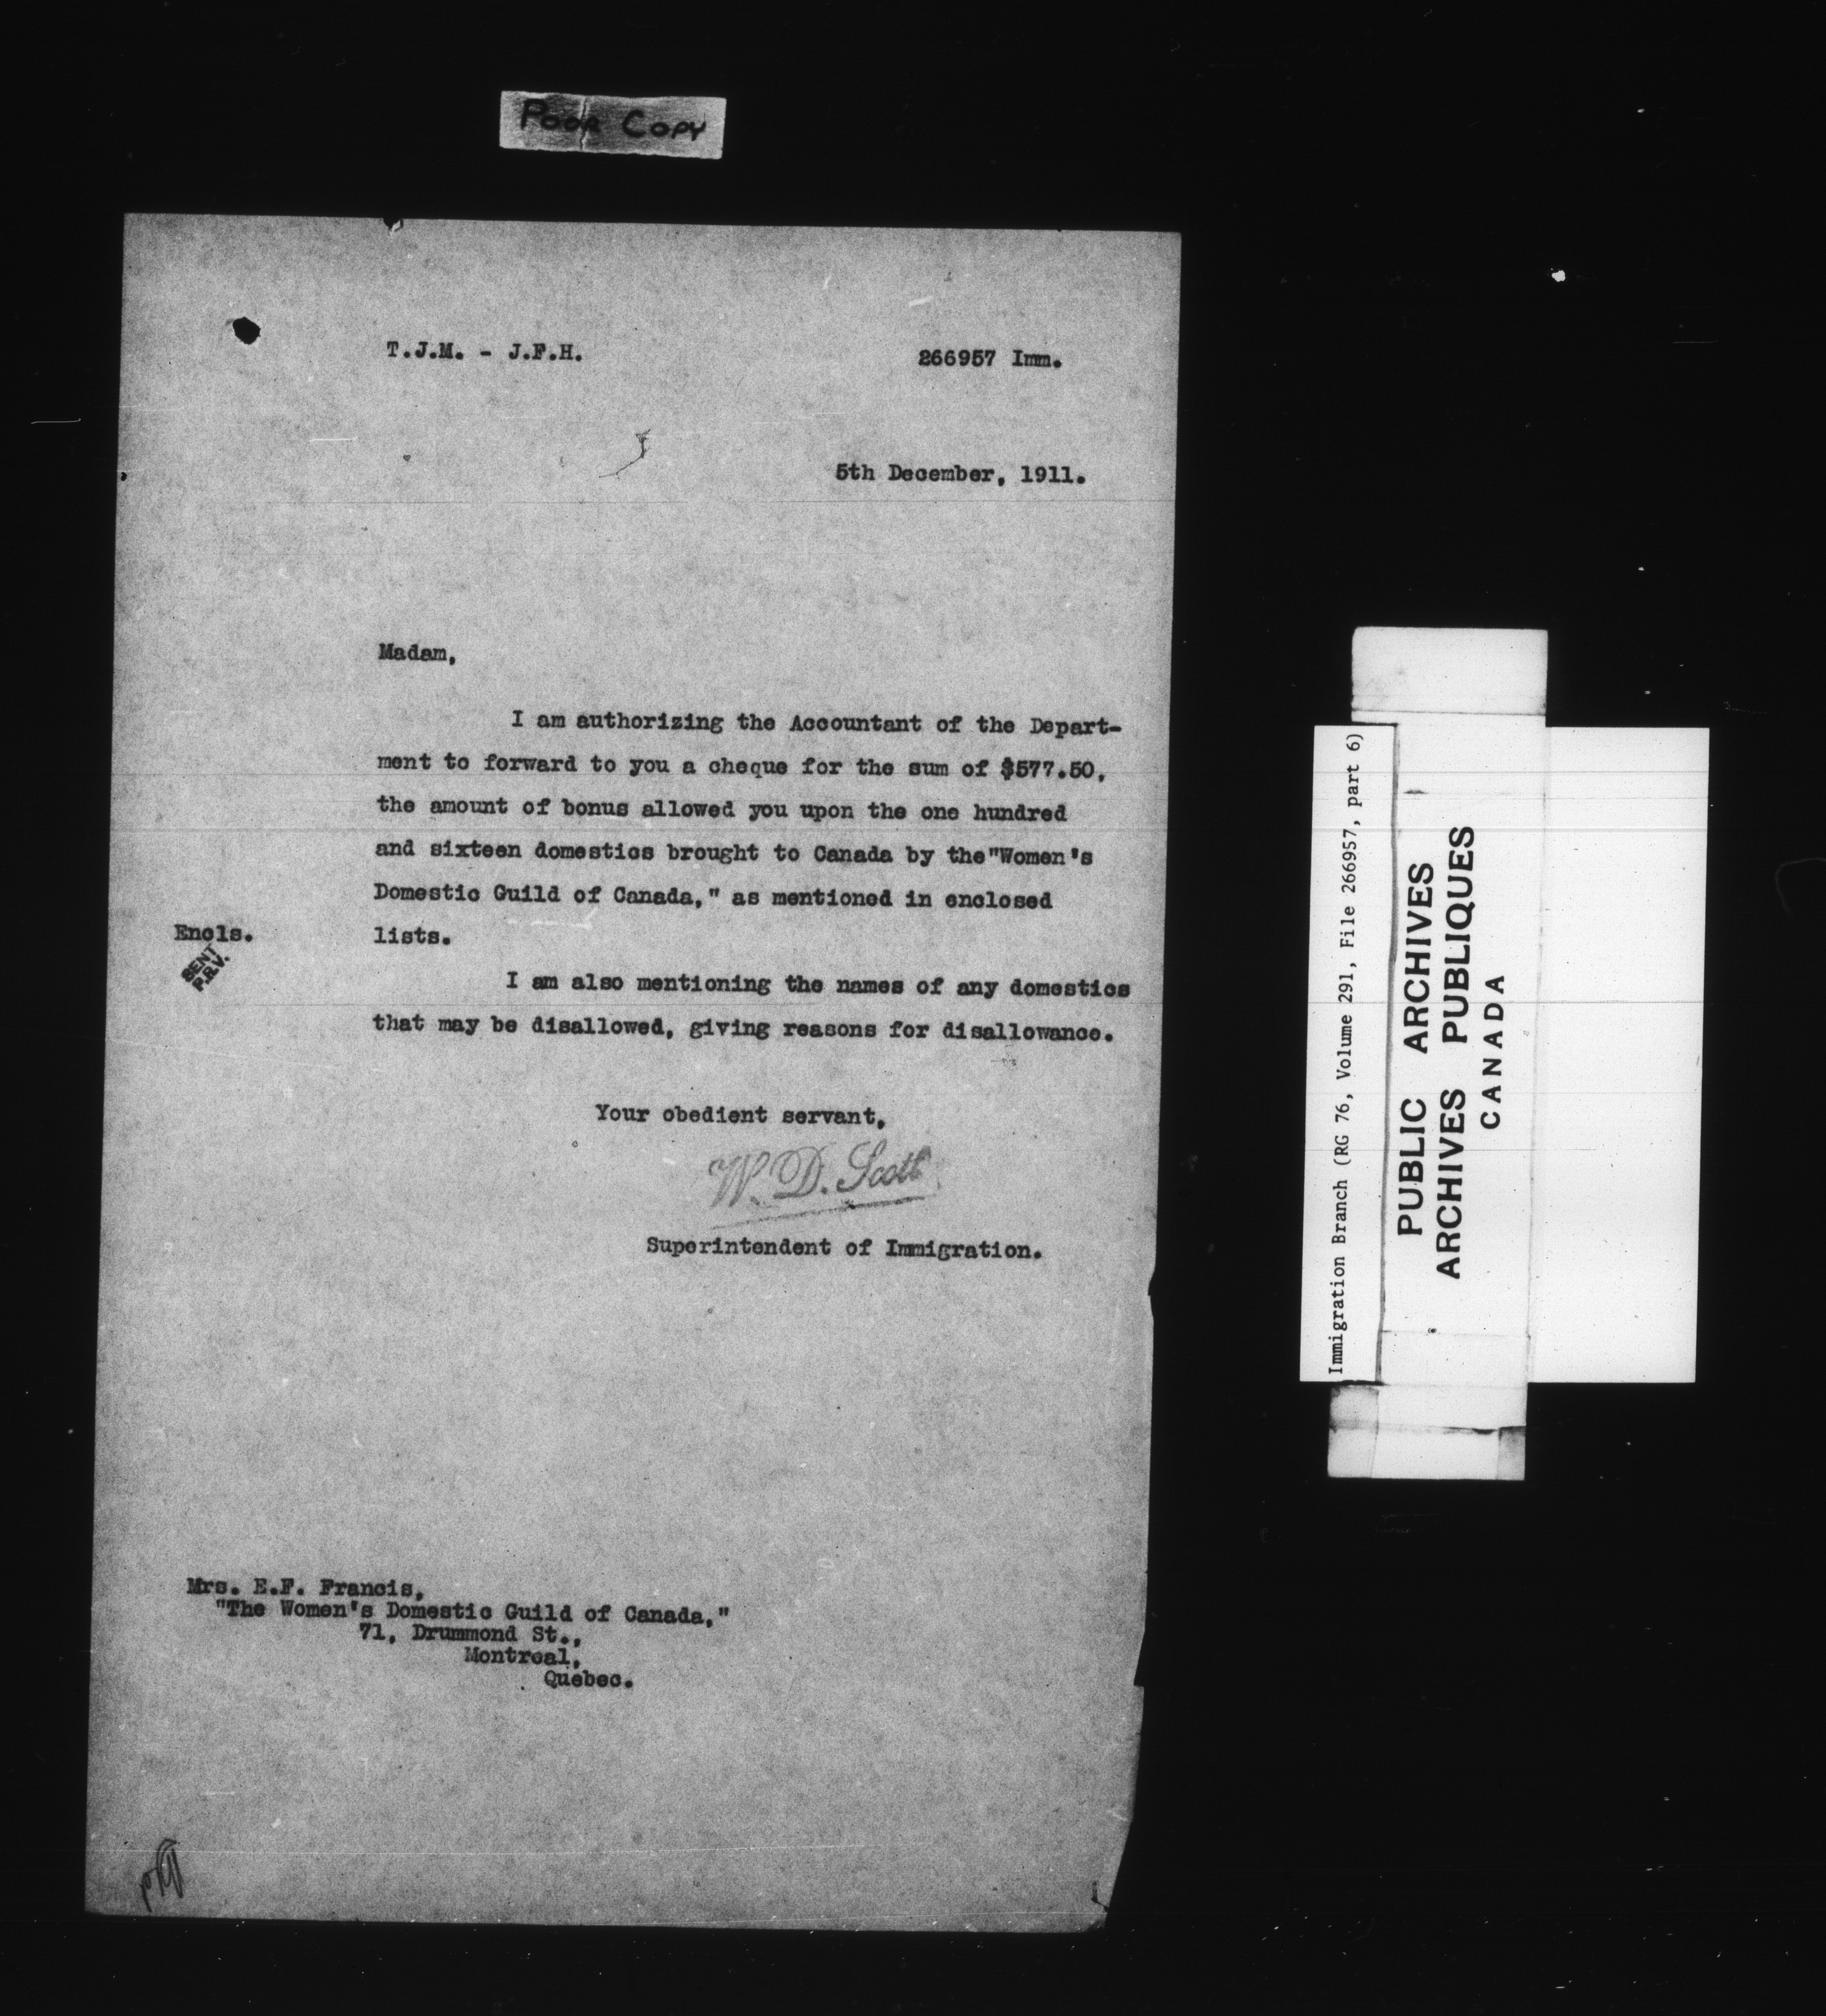 Poor Copy
T.J.M. - J.F.H.
266957 Imm.
5th December, 1911.
Madam,
I am authorizing the Accountant of the Depart-
ment to forward to you a cheque for the sum of $577.50,
the amount of bonus allowed you upon the one hundred
and sixteen domestics brought to Canada by the"Women's
Domestic Guild of Canada," as mentioned in enclosed
lists.
Encls.
SENT
P.R.V.
I am also mentioning the names of any domestics
that may be disallowed, giving reasons for disallowance.
Your obedient servant,
W. D. Scott
Superintendent of Immigration.
Mrs. E.F. Francis,
"The Women's Domestic Guild of Canada,"
71, Drummond St.,
Montreal,
Quebec.
Immigration Branch (RG 76, Volume 291, File 266957, part 6)
PUBLIC ARCHIVES
ARCHIVES PUBLIQUES
CANADA